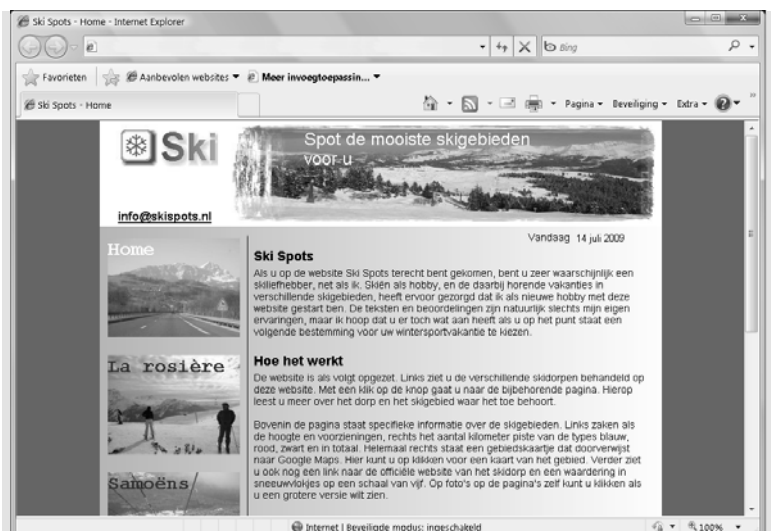 Ski Spots - Home - Internet Explorer
Bing
Favorieten Aanbevolen websites Meer invoegtoepassin...
Ski Spots - Home Pagina Beveiliging Extra
Ski
Spot de mooiste skigebieden
voor u
info@skispots.nl
Vandaag 14 juli 2009
Home
Ski Spots
Als u op de website Ski Spots terecht bent gekomen, bent u zeer waarschijnlijk een
skiliefhebber, net als ik. Skiën als hobby, en de daarbij horende vakanties in
verschillende skigebieden, heeft ervoor gezorgd dat ik als nieuwe hobby met deze
website gestart ben. De teksten en beoordelingen zijn natuurlijk slechts mijn eigen
ervaringen, maar ik hoop dat u er toch wat aan heeft als u op het punt staat een
volgende bestemming voor uw wintersportvakantie te kiezen.
La rosière
Hoe het werkt
De website is als volgt opgezet. Links ziet u de verschillende skidorpen behandeld op
deze website. Met een klik op de knop gaat u naar de bijbehorende pagina. Hierop
leest u meer over het dorp en het skigebied waar het toe behoort.
Bovenin de pagina staat specifieke informatie over de skigebieden. Links zaken als
de hoogte en voorzieningen, rechts het aantal kilometer piste van de types blauw,
rood, zwart en in totaal. Helemaal rechts staat een gebiedskaartje dat doorverwijst
naar Google Maps. Hier kunt u op klikken voor een kaart van het gebied. Verder ziet
u ook nog een link naar de officiële website van het skidorp en een waardering in
sneeuwvlokjes op een schaal van vijf. Op foto's op de pagina's zelf kunt u klikken als
u een grotere versie wilt zien.
Samoëns
Internet | Beveiligde modus: ingeschakeld 100%